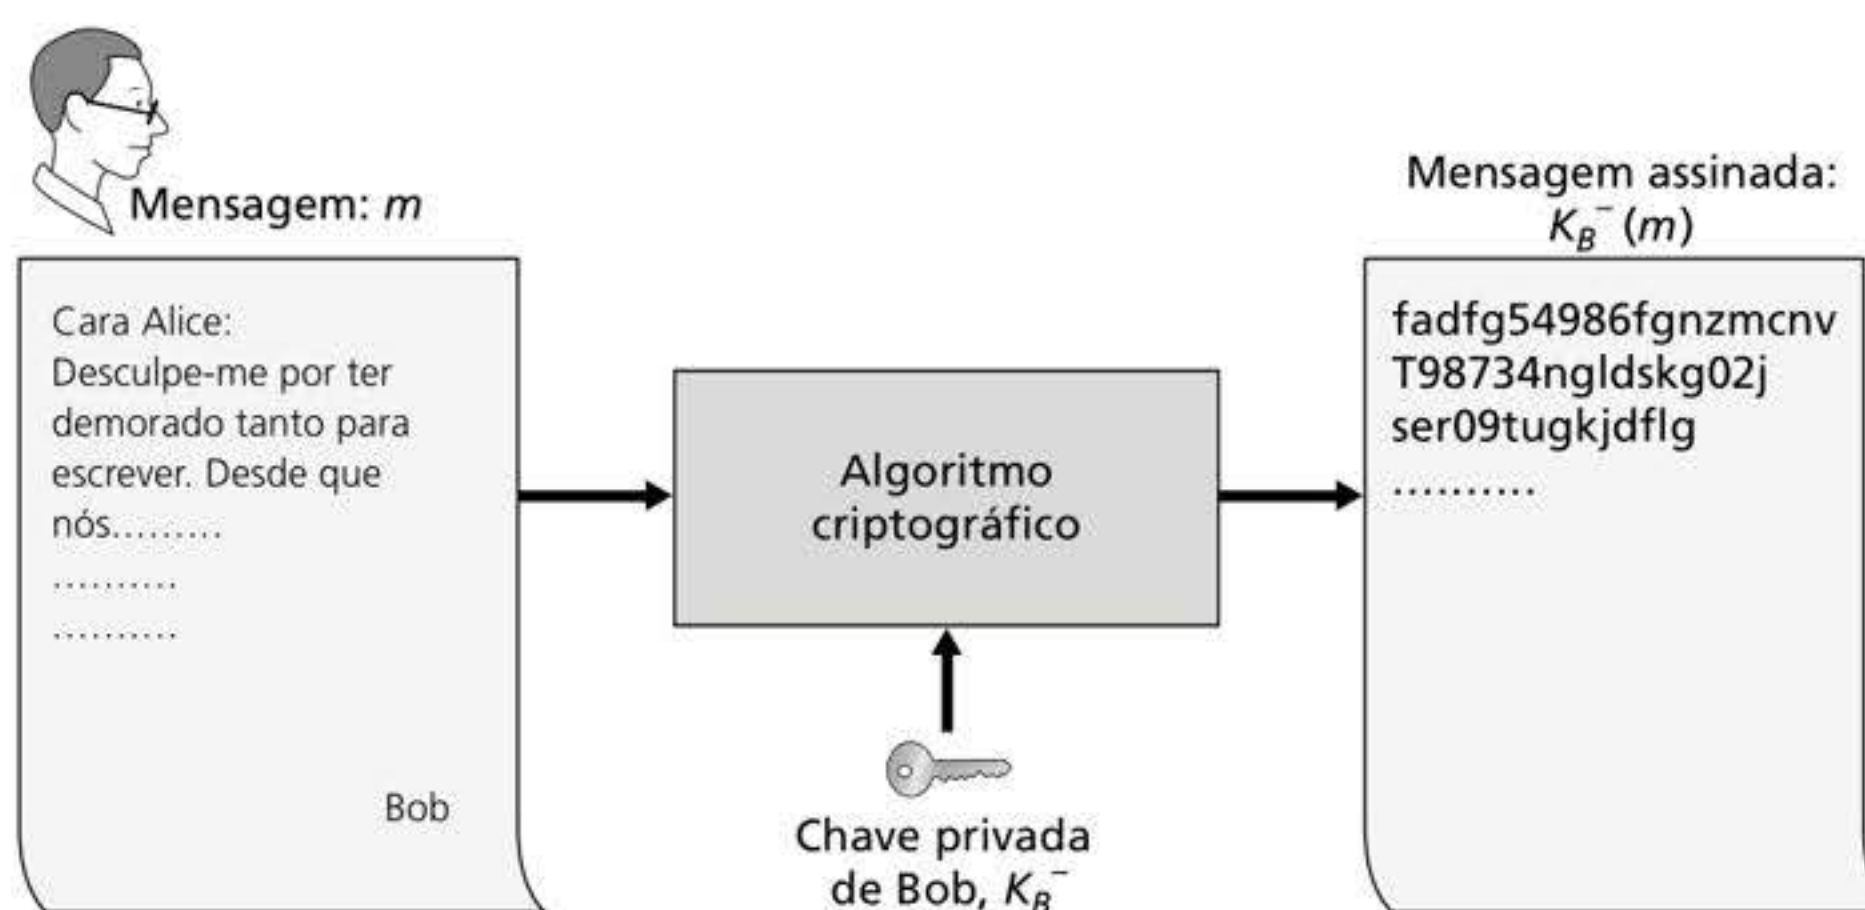 Mensagem: m
Cara Alice:
Desculpe-me por ter
demorado tanto para
escrever. Desde que
nós.........
..........
..........
Bob
Algoritmo
criptográfico
Chave privada
de Bob, K_B^-
Mensagem assinada:
K_B^- (m)
fadfg54986fgnzmcnv
T98734ngldskg02j
ser09tugkjdflg
..........